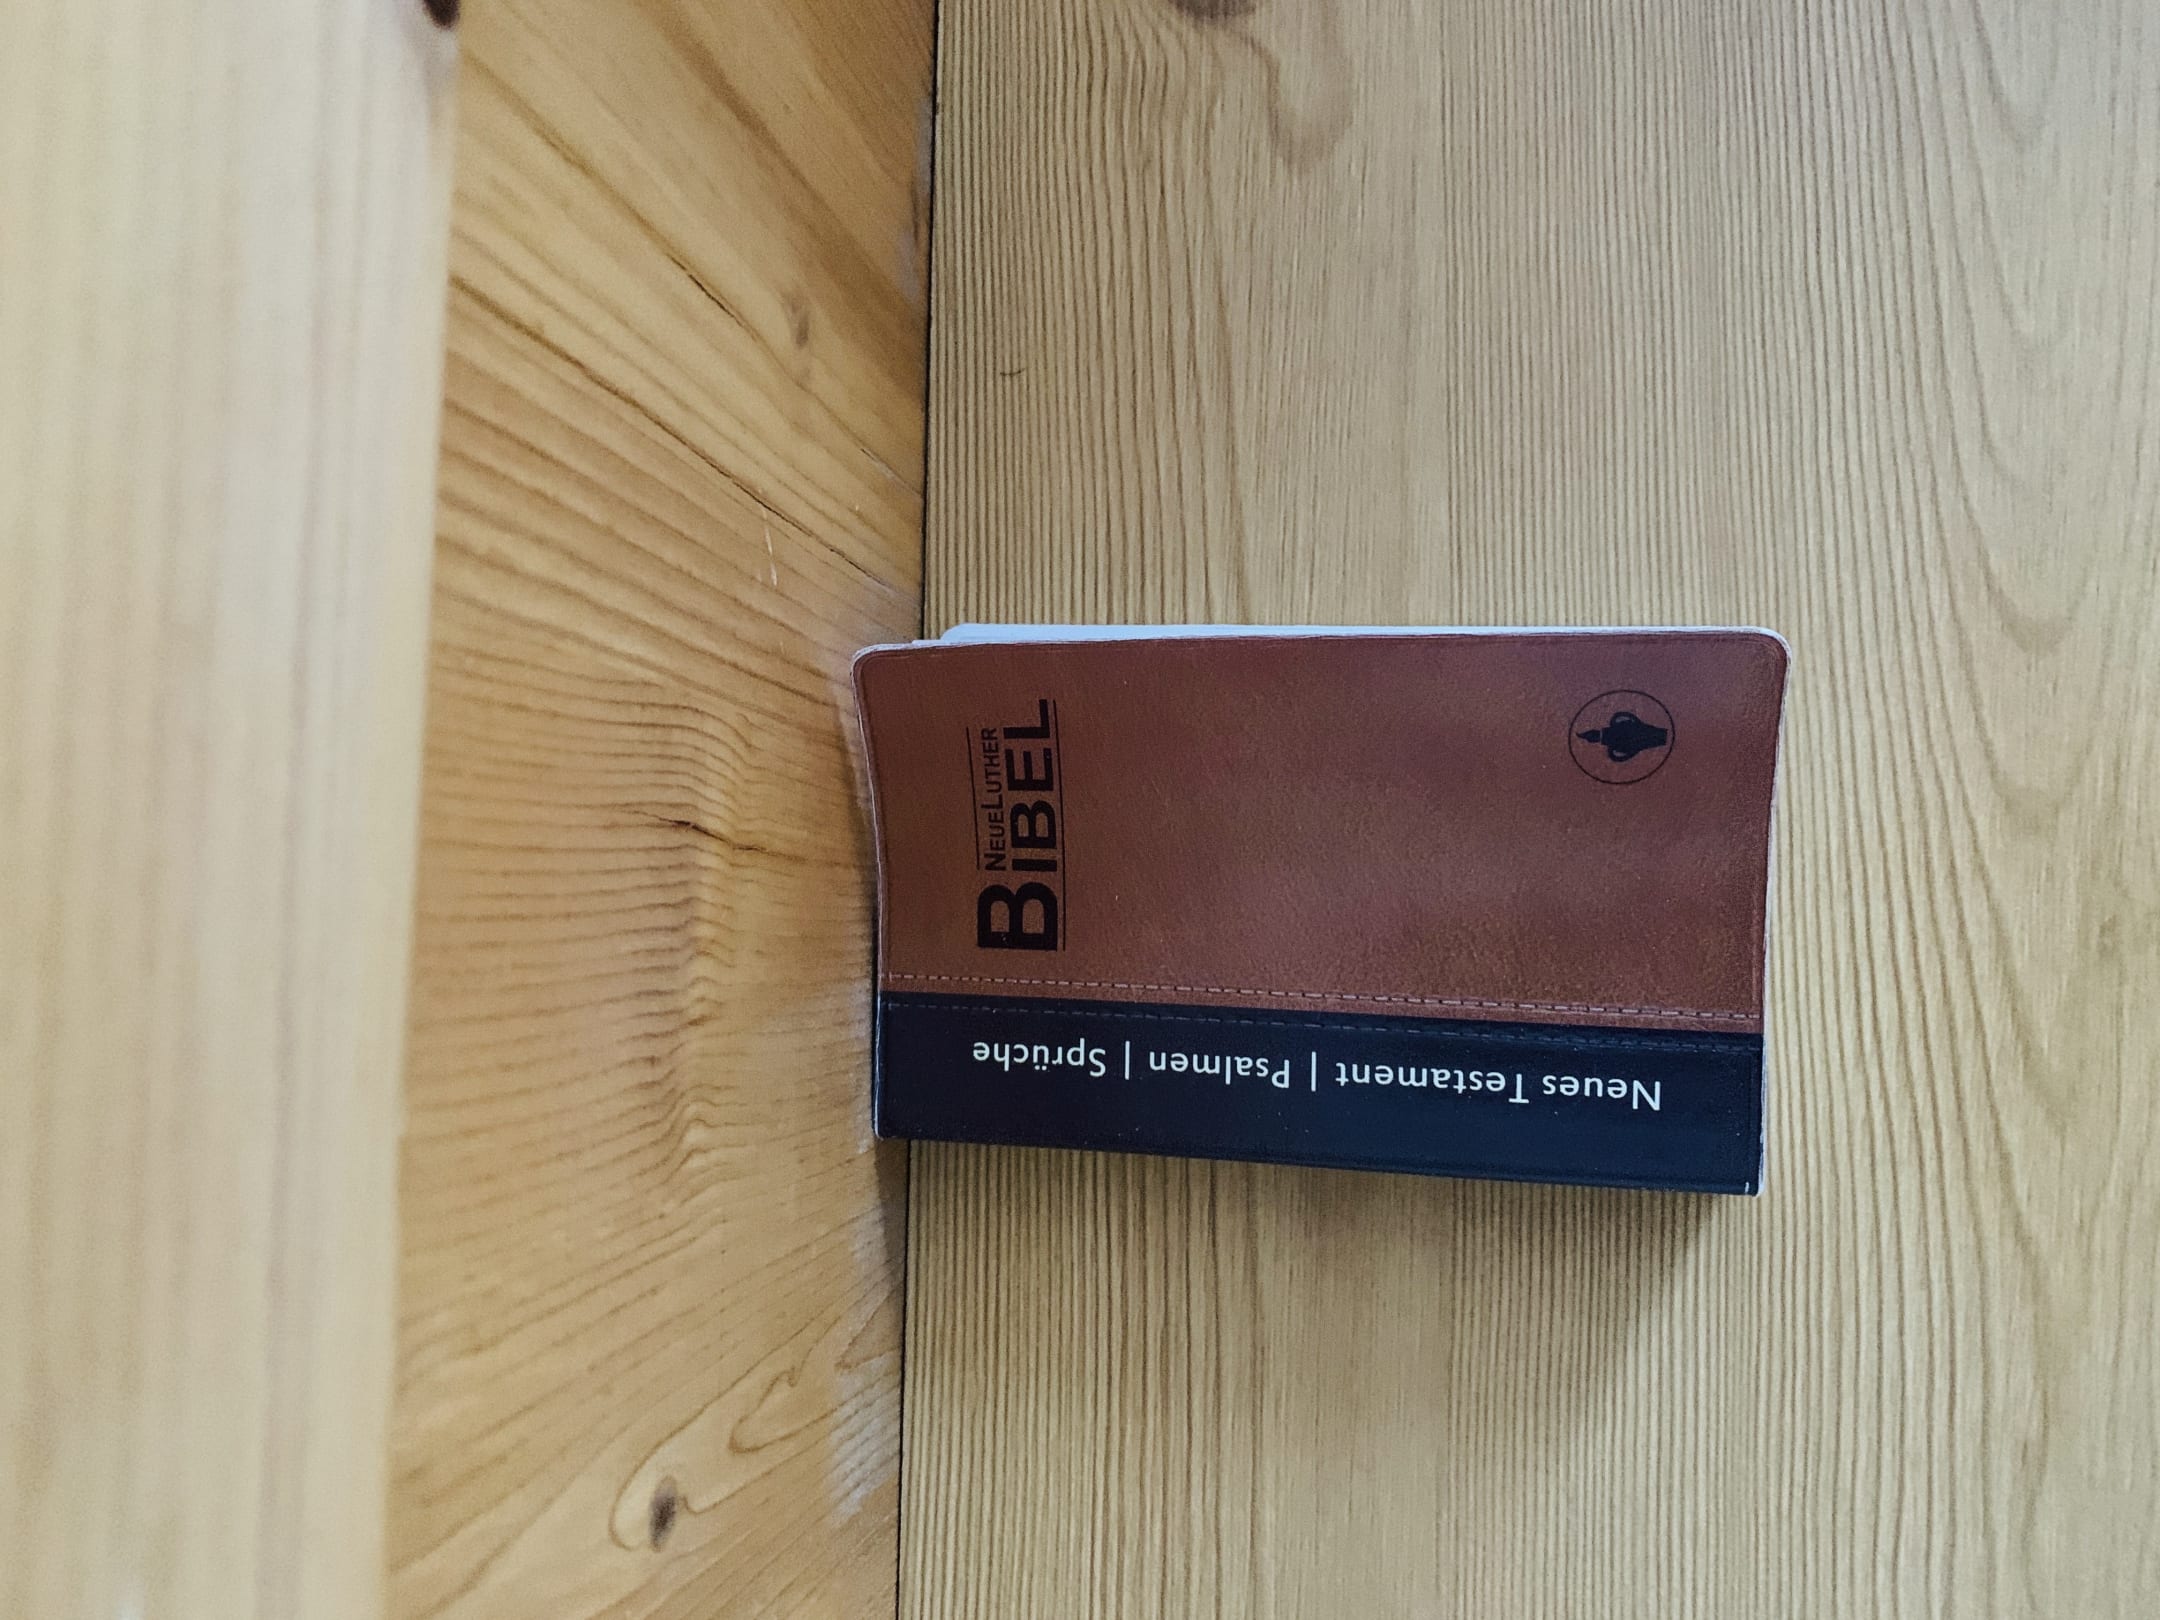 NEUELUTHER
BIBEL
Neues Testament | Psalmen | Sprüche